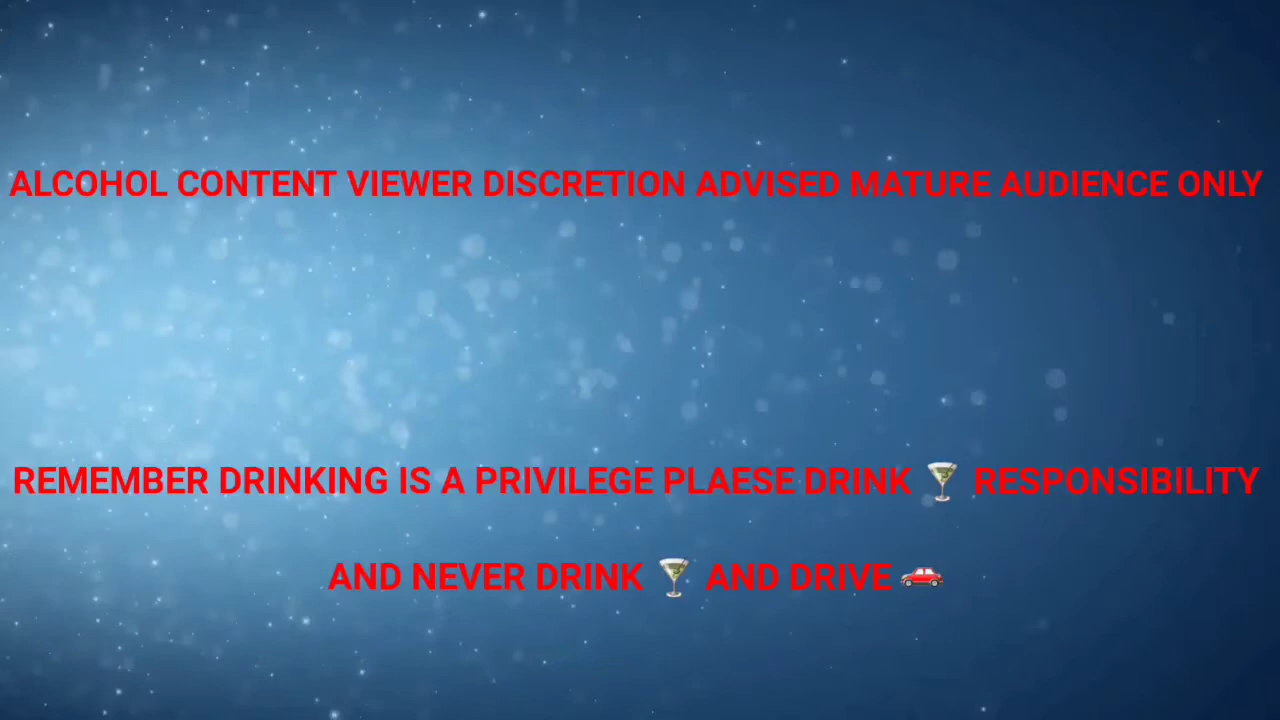 ALCOHOL CONTENT VIEWER DISCRETION ADVISED MATURE AUDIENCE ONLY
REMEMBER DRINKING IS A PRIVILEGE PLAESE DRINK 🍸 RESPONSIBILITY
AND NEVER DRINK 🍸 AND DRIVE 🚗